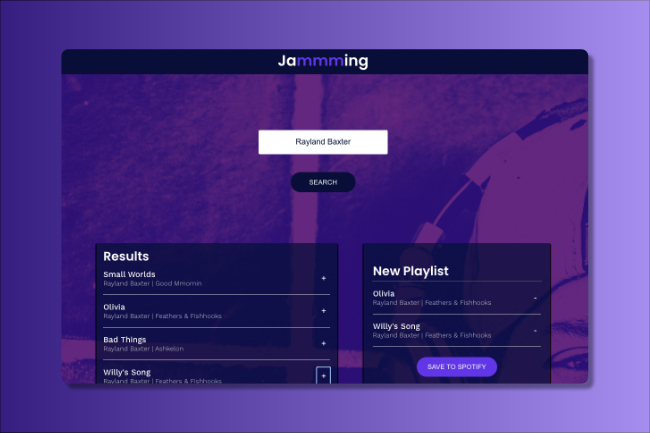 Jammming
Rayland Baxter
SEARCH
Results
Small Worlds
Rayland Baxter | Good Mmornin
+
Olivia
Rayland Baxter | Feathers & Fishhooks
+
Bad Things
Rayland Baxter | Ashkelon
+
Willy's Song
Rayland Baxter | Feathers & Fishhooks
+
New Playlist
Olivia
Rayland Baxter | Feathers & Fishhooks
-
Willy's Song
Rayland Baxter | Feathers & Fishhooks
-
SAVE TO SPOTIFY